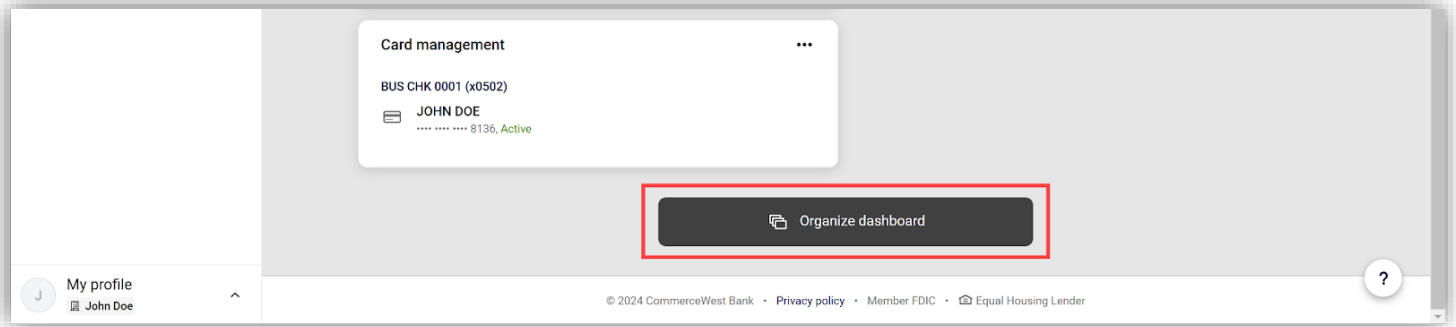 Card management
BUS CHK 0001 (x0502)
JOHN DOE
•••• •••• •••• 8136, Active
Organize dashboard
J
My profile
John Doe
© 2024 CommerceWest Bank • Privacy policy • Member FDIC • Equal Housing Lender
?